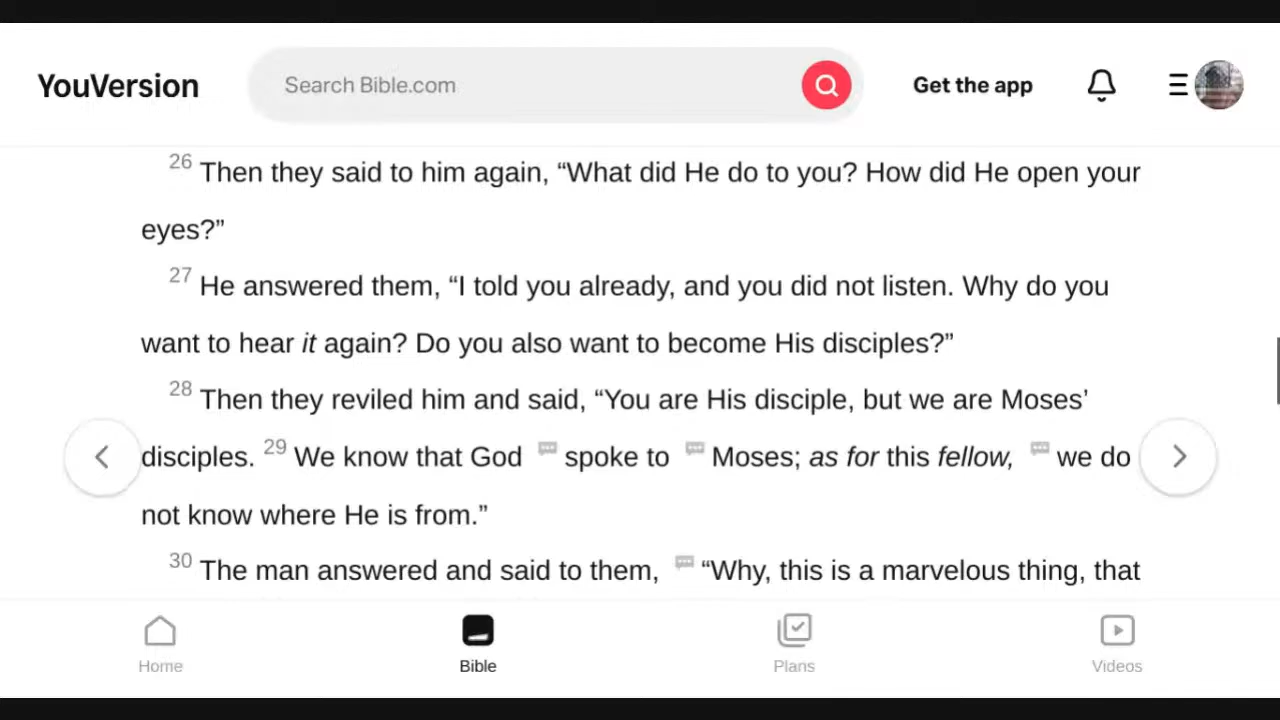 YouVersion
Search Bible.com
Get the app
26 Then they said to him again, “What did He do to you? How did He open your
eyes?”
27 He answered them, “I told you already, and you did not listen. Why do you
want to hear it again? Do you also want to become His disciples?”
28 Then they reviled him and said, “You are His disciple, but we are Moses’
disciples. 29 We know that God spoke to Moses; as for this fellow, we do
not know where He is from.”
30 The man answered and said to them, “Why, this is a marvelous thing, that
Home
Bible
Plans
Videos